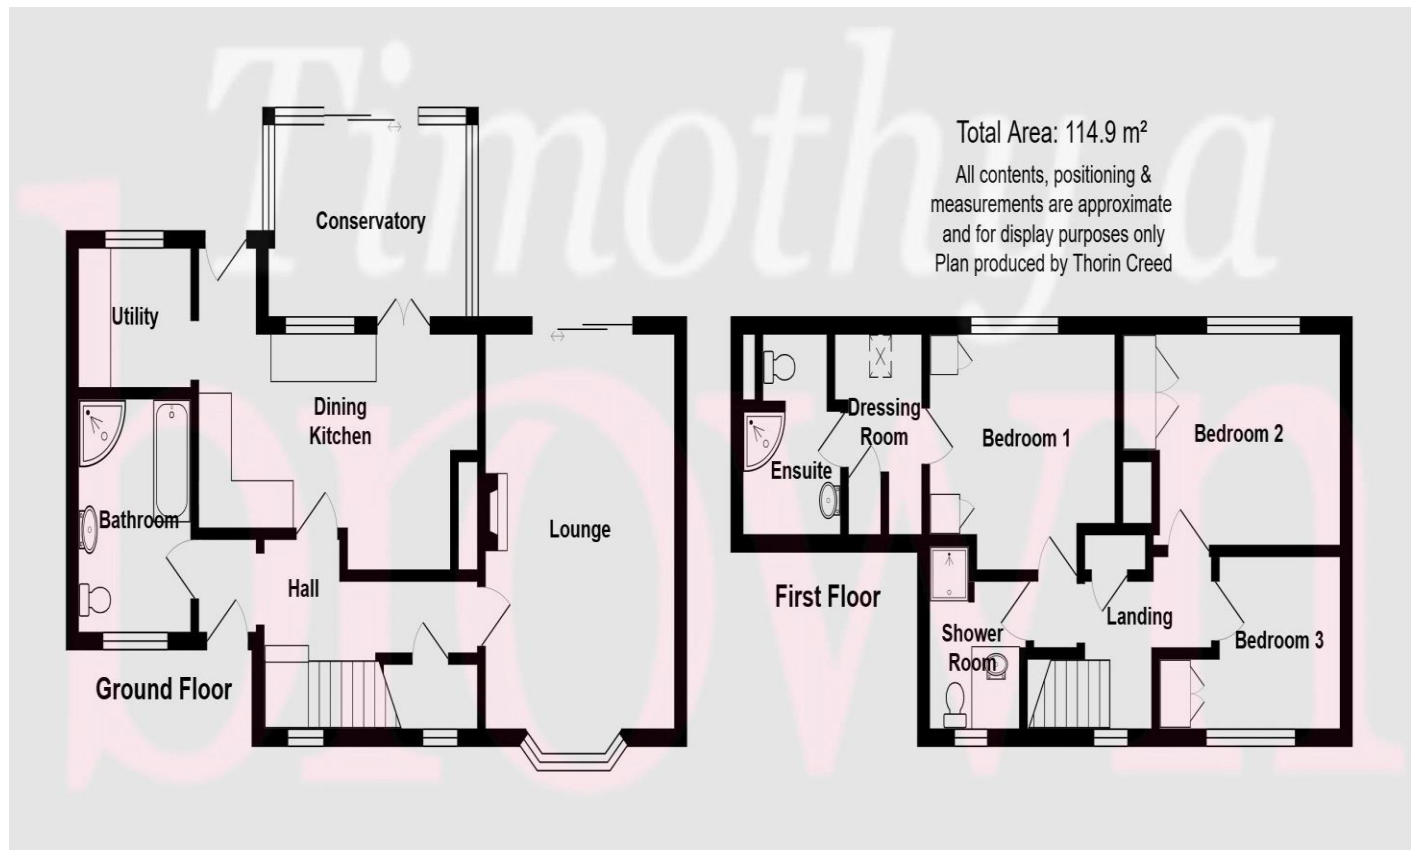 Timothy a
brown
Total Area: 114.9 m²
All contents, positioning &
measurements are approximate
and for display purposes only
Plan produced by Thorin Creed
Conservatory
Utility
Dining
Kitchen
Bathroom
Lounge
Hall
Ground Floor
Dressing
Room
Bedroom 1
Bedroom 2
Ensuite
First Floor
Landing
Shower
Room
Bedroom 3